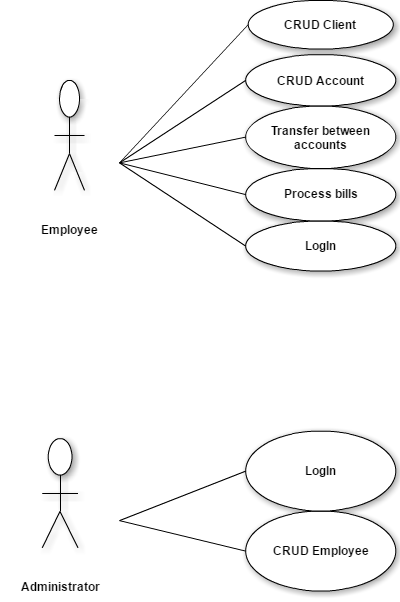 CRUD Client
CRUD Account
Transfer between
accounts
Process bills
LogIn
Employee
LogIn
CRUD Employee
Administrator